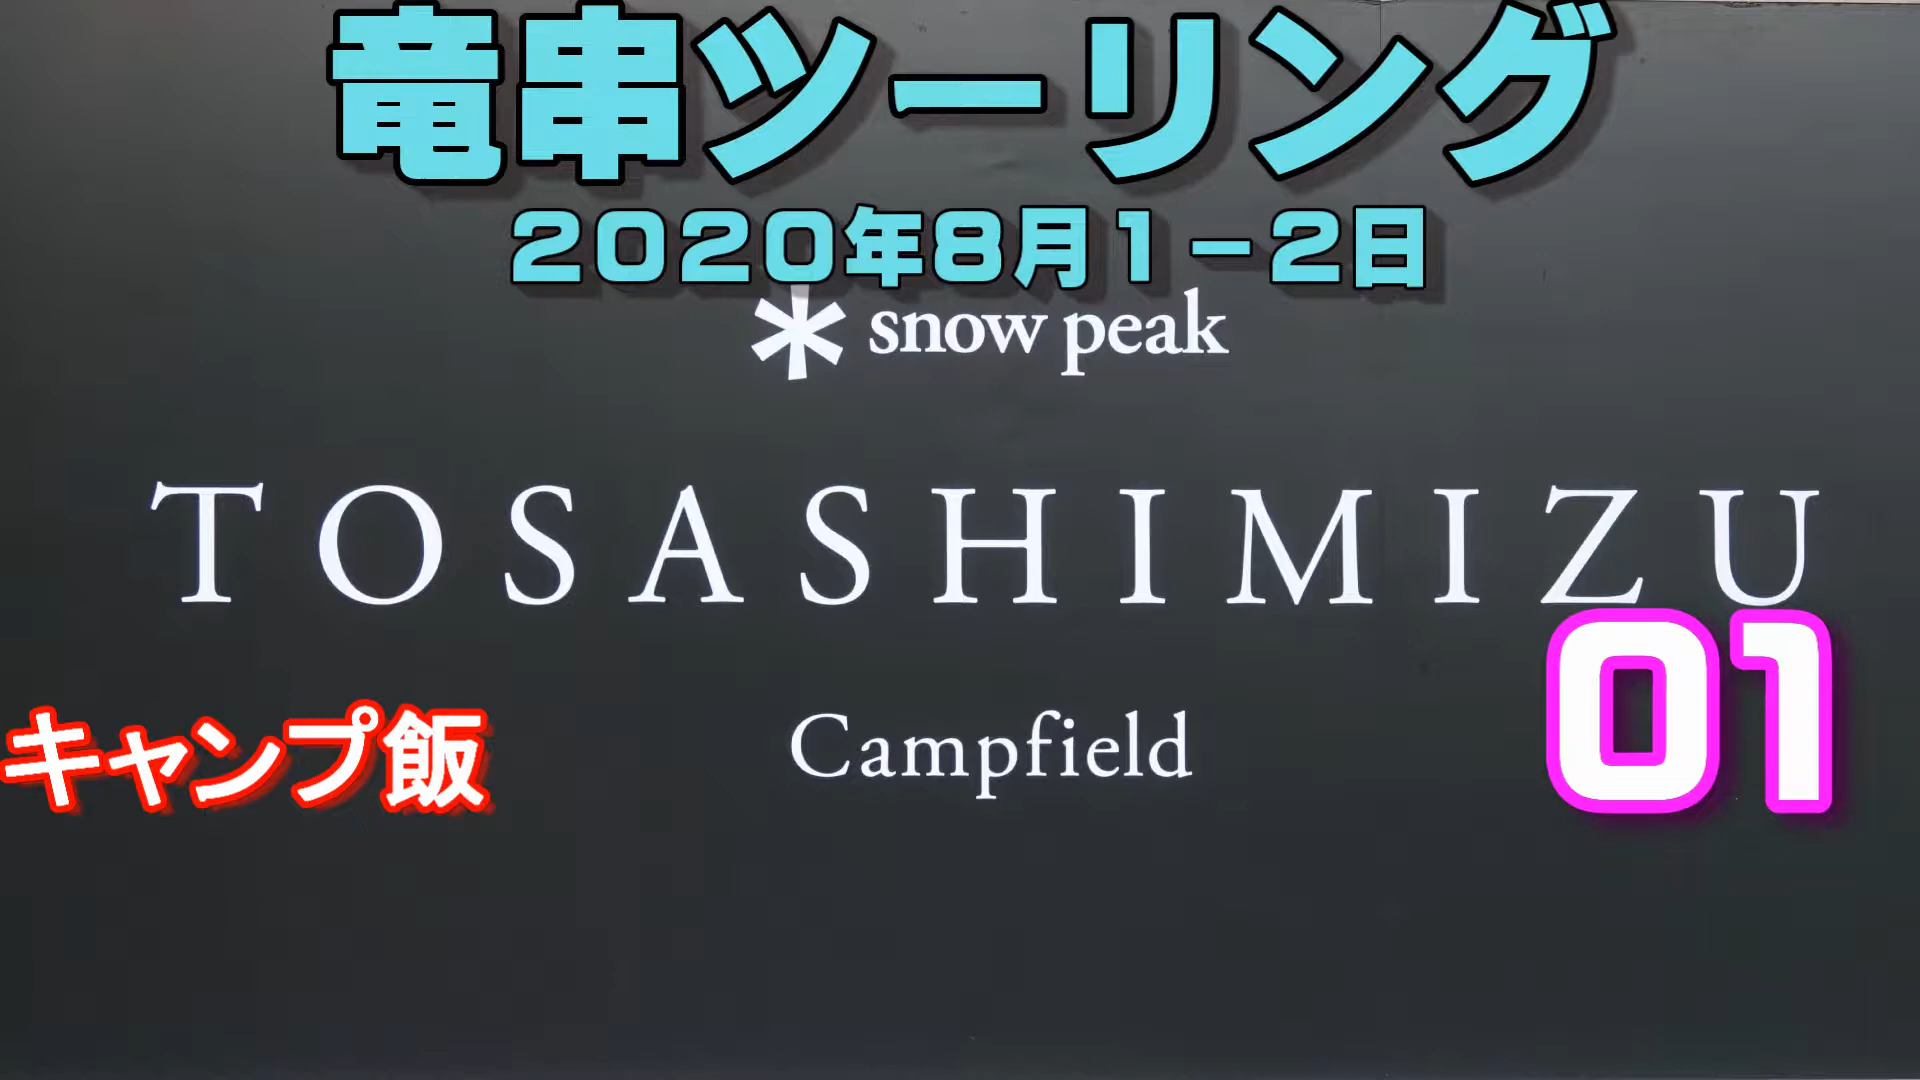 竜串ツーリング
2020年8月1-2日
snow peak
TOSASHIMIZU
01
キャンプ飯
Campfield